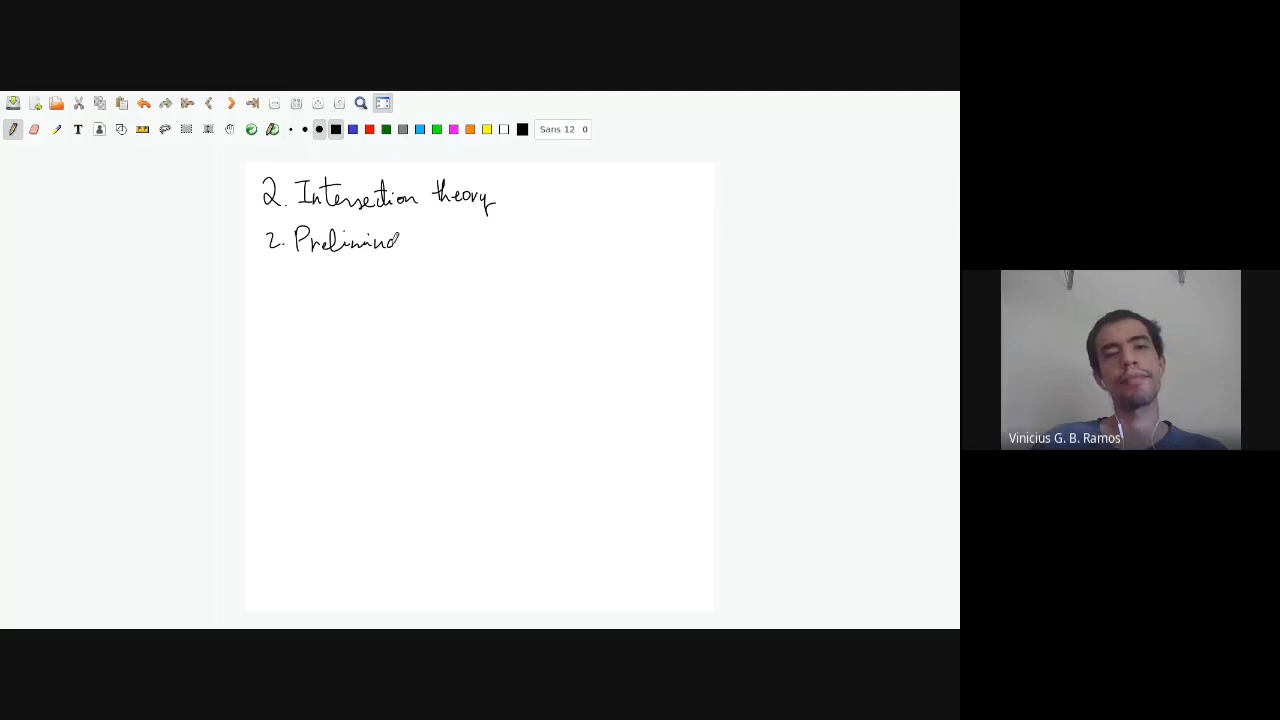 Sans 12 0
2. Intersection theory
2. Prelimina
Vinicius G. B. Ramos